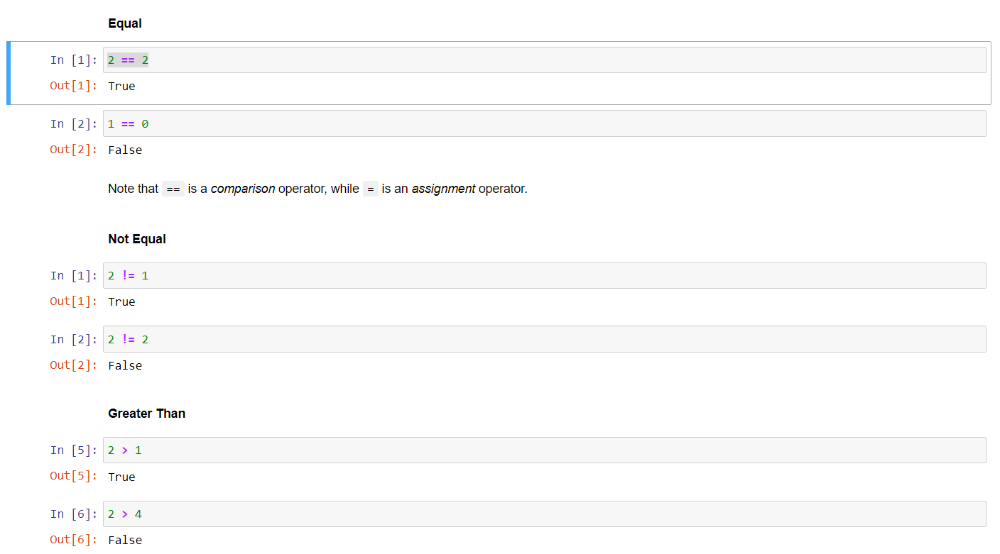 Equal
In [1]: 2 == 2
Out[1]: True
In [2]: 1 == 0
Out[2]: False
Note that == is a comparison operator, while = is an assignment operator.
Not Equal
In [1]: 2 != 1
Out[1]: True
In [2]: 2 != 2
Out[2]: False
Greater Than
In [5]: 2 > 1
Out[5]: True
In [6]: 2 > 4
Out[6]: False